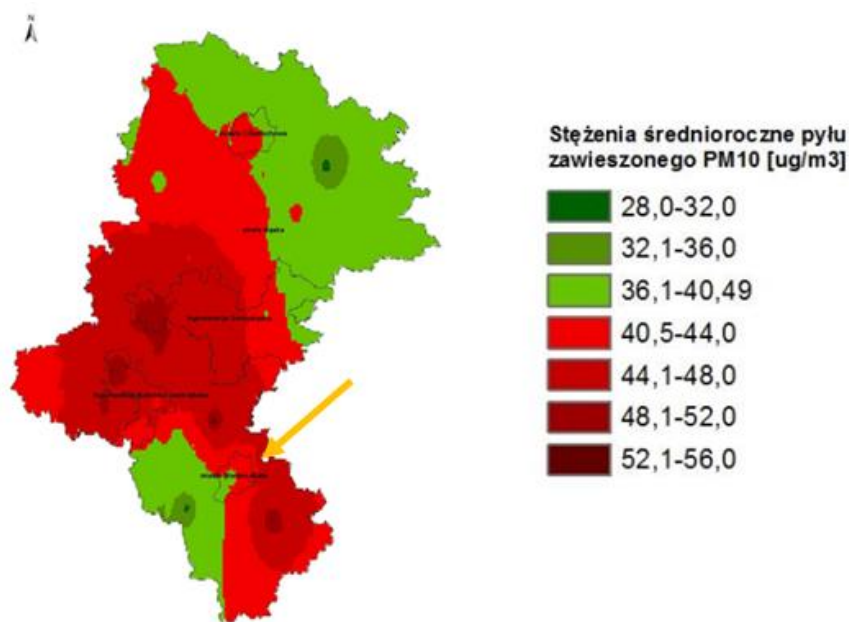 N
Stężenia średnioroczne pyłu
zawieszonego PM10 [ug/m3]
28,0-32,0
32,1-36,0
36,1-40,49
40,5-44,0
44,1-48,0
48,1-52,0
52,1-56,0